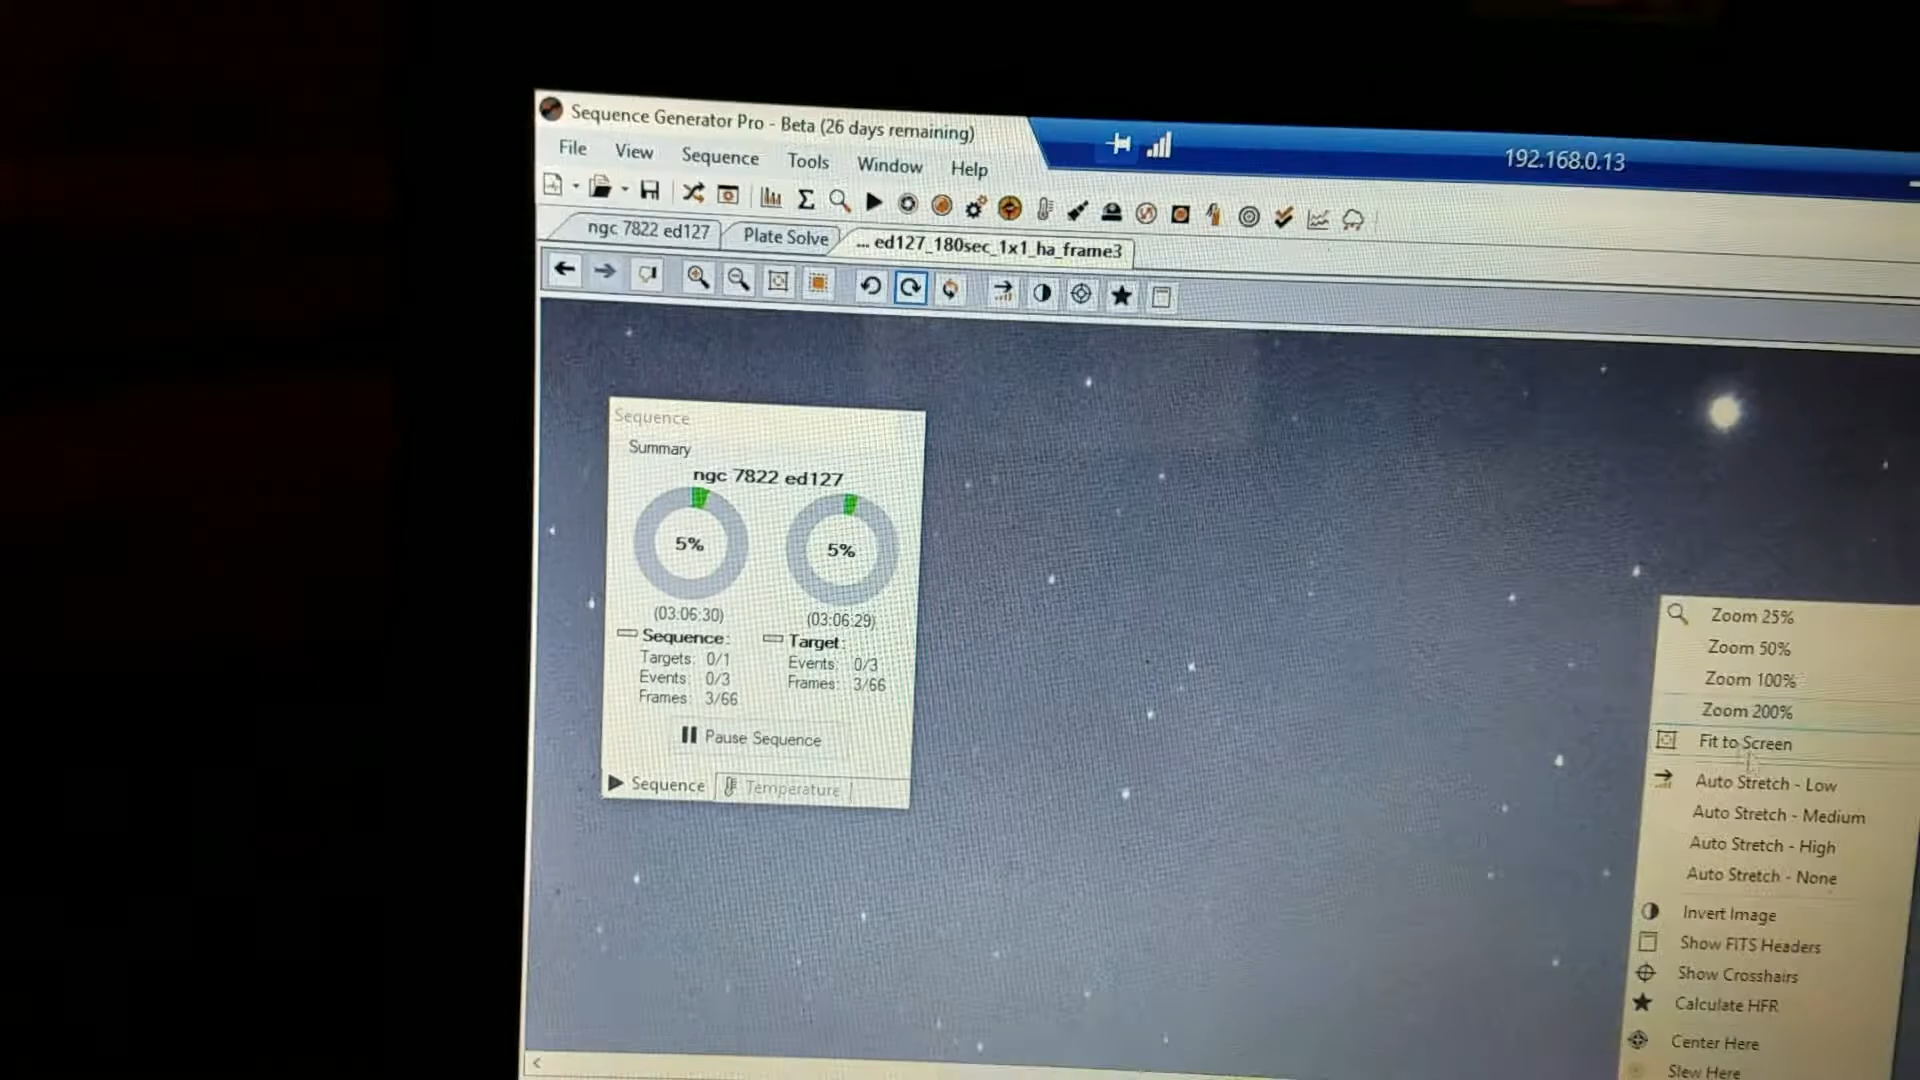 Sequence Generator Pro - Beta (26 days remaining)
192.168.0.13
File View Sequence Tools Window Help
ngc 7822 ed127 Plate Solve ... ed127_180sec_1x1_ha_frame3
Sequence
Summary
ngc 7822 ed127
5% 5%
(03:06:30) (03:06:29)
Sequence: Target:
Targets: 0/1 Events: 0/3
Events: 0/3 Frames: 3/66
Frames: 3/66
Pause Sequence
Sequence Temperature
Zoom 25%
Zoom 50%
Zoom 100%
Zoom 200%
Fit to Screen
Auto Stretch - Low
Auto Stretch - Medium
Auto Stretch - High
Auto Stretch - None
Invert Image
Show FITS Headers
Show Crosshairs
Calculate HFR
Center Here
Slew Here